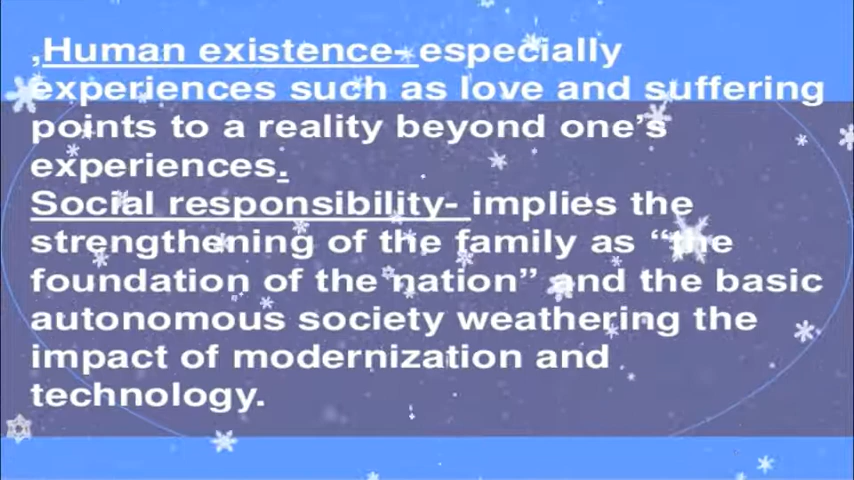 ,Human existence- especially
experiences such as love and suffering
points to a reality beyond one’s
experiences.
Social responsibility- implies the
strengthening of the family as “the
foundation of the nation” and the basic
autonomous society weathering the
impact of modernization and
technology.